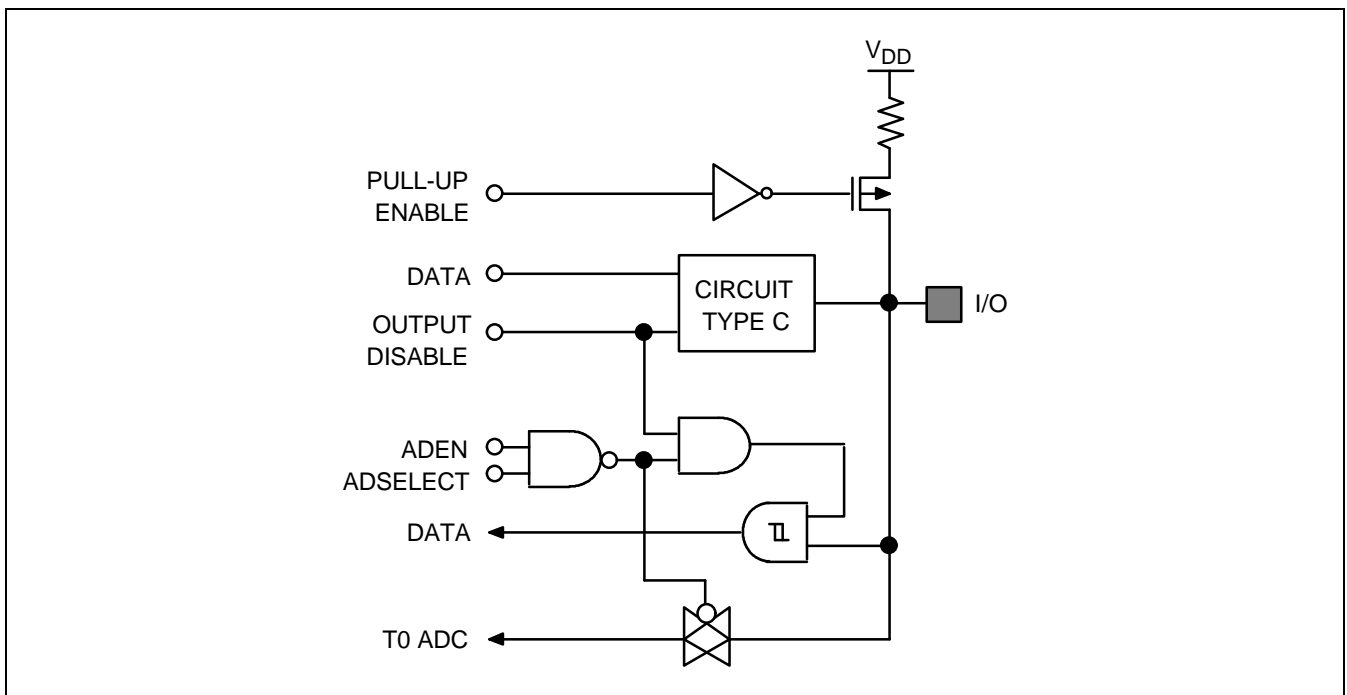 VDD
PULL-UP
ENABLE
DATA
CIRCUIT
TYPE C
I/O
OUTPUT
DISABLE
ADEN
ADSELECT
DATA
T0 ADC